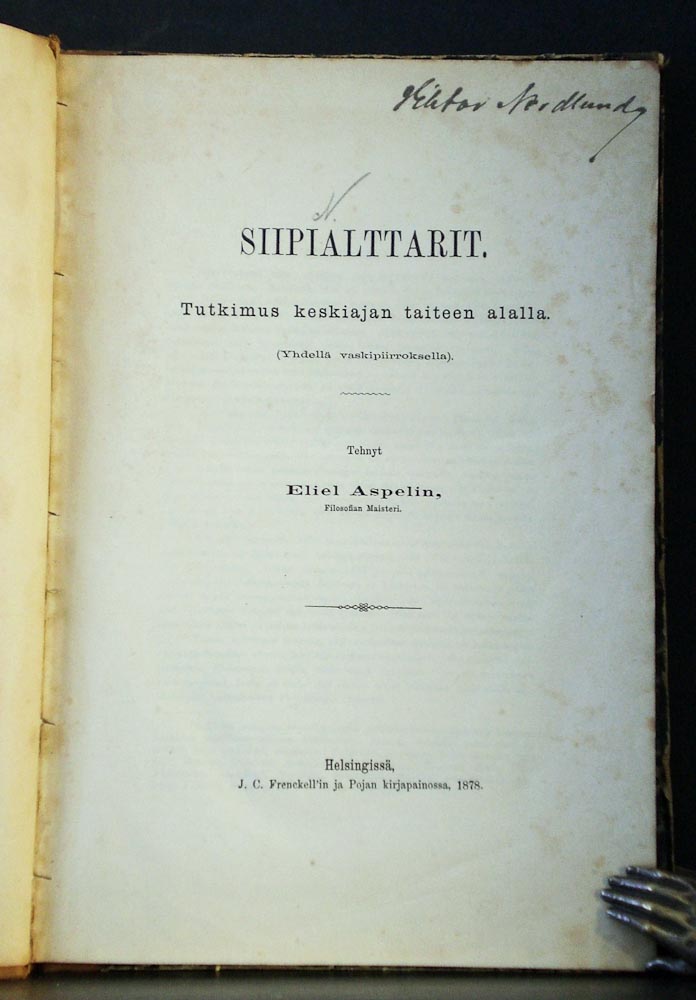 Viktor Nordlund
N.
SIIPIALTTARIT.
Tutkimus keskiajan taiteen alalla.
(Yhdellä vaskipiirroksella).
Tehnyt
Eliel Aspelin,
Filosofian Maisteri.
Helsingissä,
J. C. Frenckell'in ja Pojan kirjapainossa, 1878.